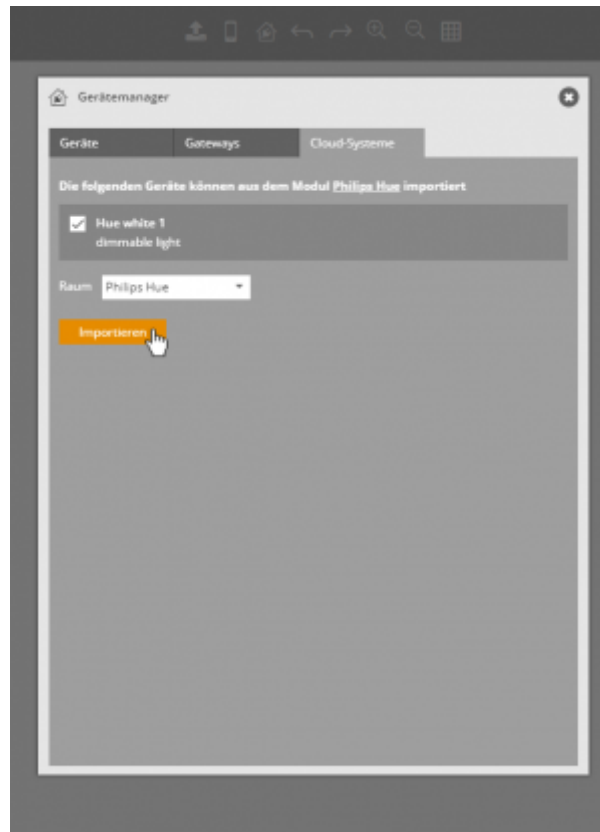 Gerätemanager
Geräte Gateways Cloud-Systeme
Die folgenden Geräte können aus dem Modul Philips Hue importiert
Hue white 1
dimmable light
Raum Philips Hue
Importieren